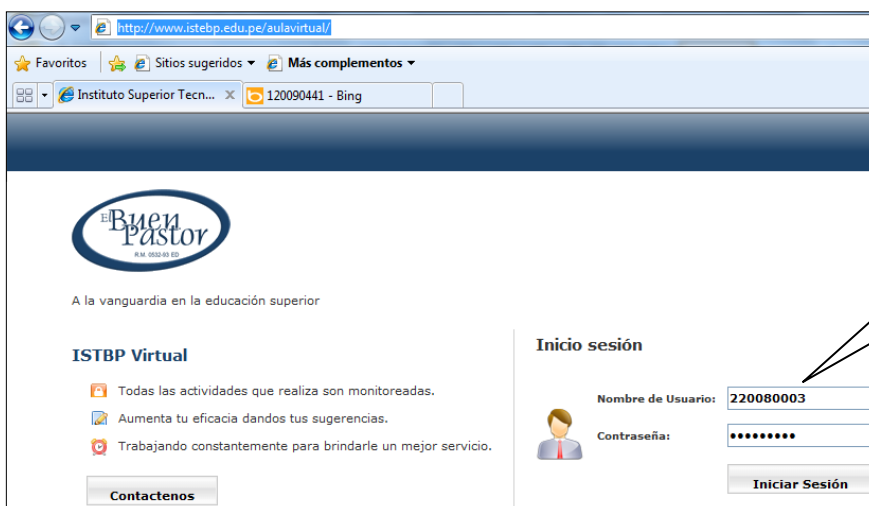 http://www.istebp.edu.pe/aulavirtual/
Favoritos Sitios sugeridos Más complementos
Instituto Superior Tecn... X 120090441 - Bing
El
Buen
Pastor
R.M. 0532-93 ED
A la vanguardia en la educación superior
ISTBP Virtual
Todas las actividades que realiza son monitoreadas.
Aumenta tu eficacia dandos tus sugerencias.
Trabajando constantemente para brindarle un mejor servicio.
Contactenos
Inicio sesión
Nombre de Usuario: 220080003
Contraseña: •••••••••
Iniciar Sesión